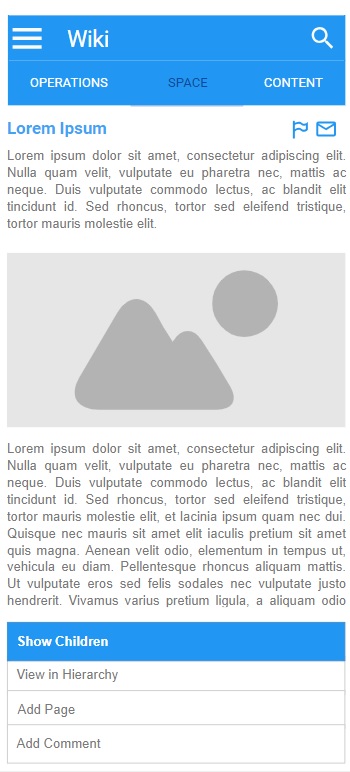 Wiki
OPERATIONS SPACE CONTENT
Lorem Ipsum
Lorem ipsum dolor sit amet, consectetur adipiscing elit.
Nulla quam velit, vulputate eu pharetra nec, mattis ac
neque. Duis vulputate commodo lectus, ac blandit elit
tincidunt id. Sed rhoncus, tortor sed eleifend tristique,
tortor mauris molestie elit.
Lorem ipsum dolor sit amet, consectetur adipiscing elit.
Nulla quam velit, vulputate eu pharetra nec, mattis ac
neque. Duis vulputate commodo lectus, ac blandit elit
tincidunt id. Sed rhoncus, tortor sed eleifend tristique,
tortor mauris molestie elit, et lacinia ipsum quam nec dui.
Quisque nec mauris sit amet elit iaculis pretium sit amet
quis magna. Aenean velit odio, elementum in tempus ut,
vehicula eu diam. Pellentesque rhoncus aliquam mattis.
Ut vulputate eros sed felis sodales nec vulputate justo
hendrerit. Vivamus varius pretium ligula, a aliquam odio
Show Children
View in Hierarchy
Add Page
Add Comment